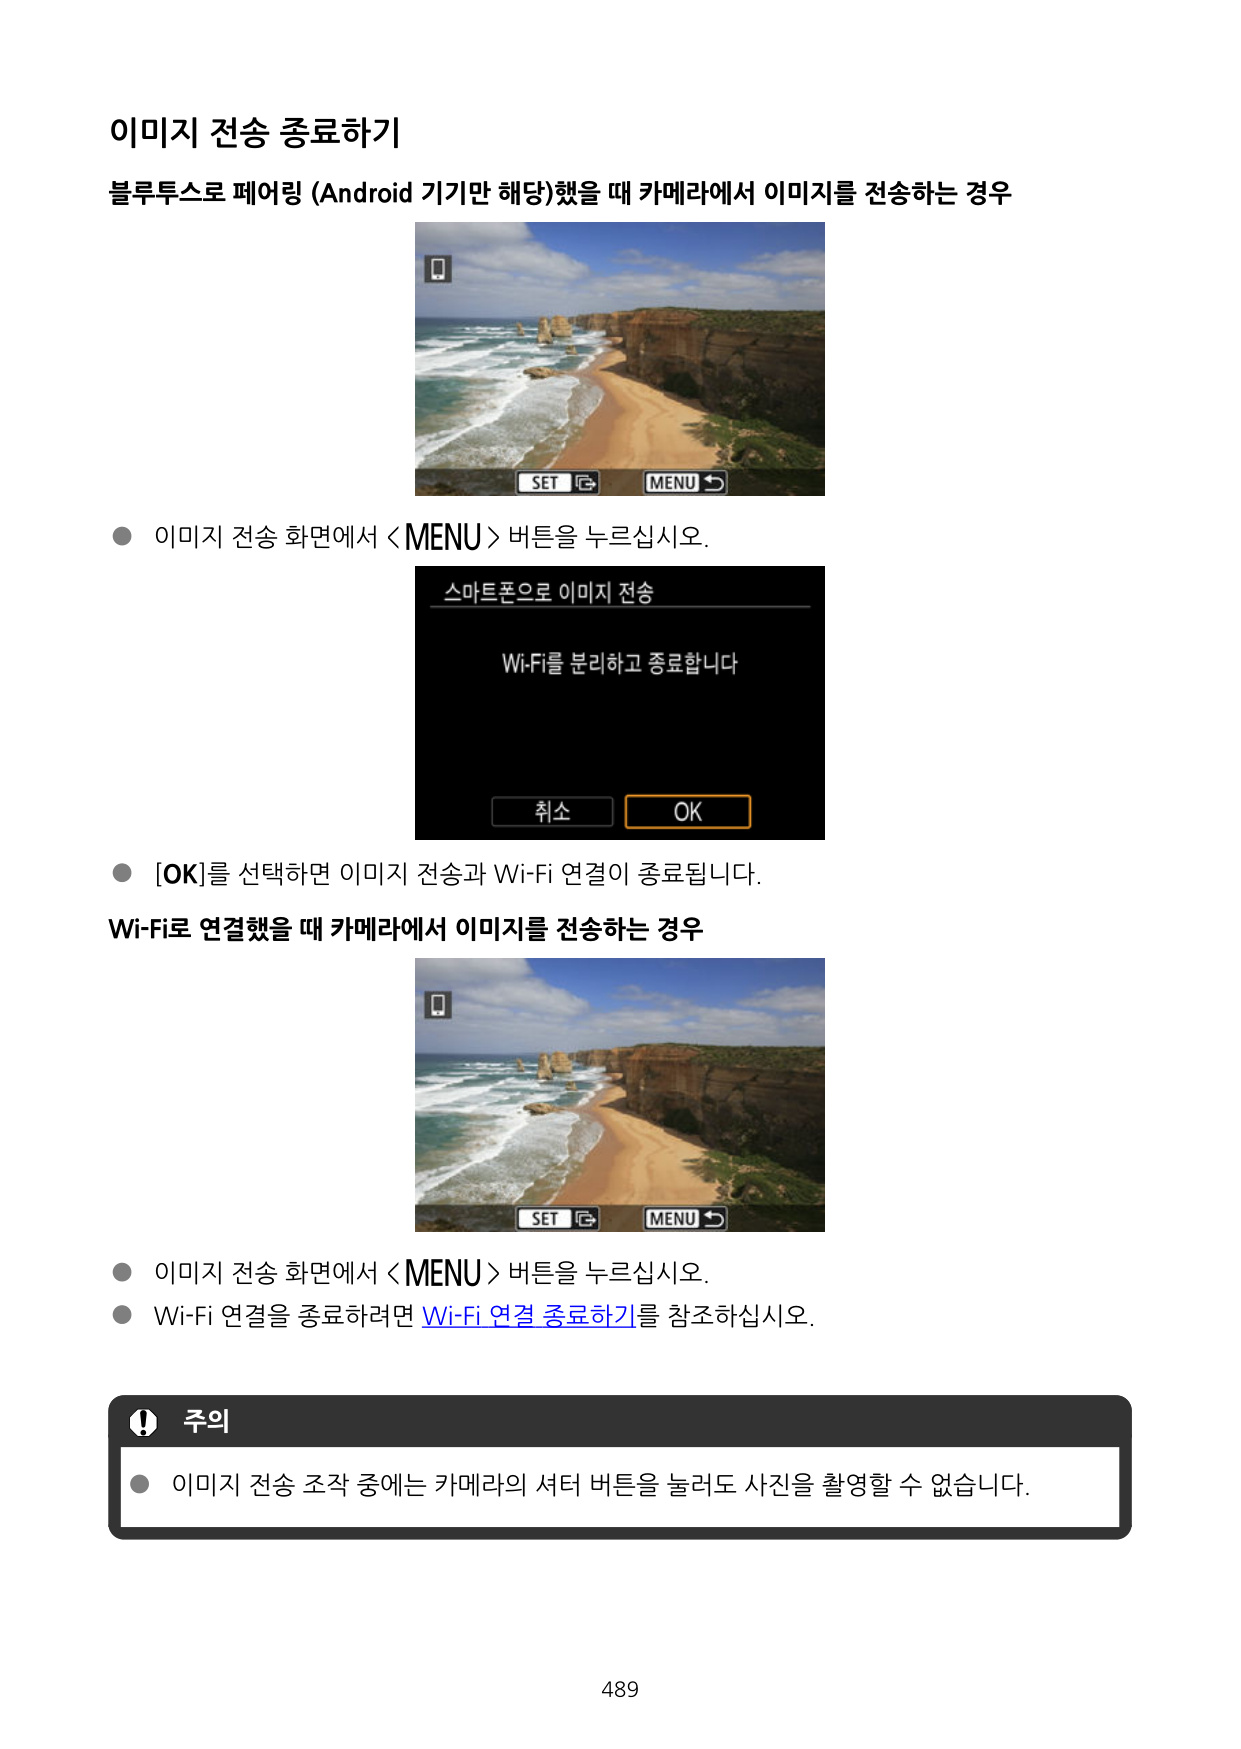 이미지 전송 종료하기
블루투스로 페어링 (Android 기기만 해당)했을 때 카메라에서 이미지를 전송하는 경우
SET MENU
● 이미지 전송 화면에서 <MENU> 버튼을 누르십시오.
스마트폰으로 이미지 전송
Wi-Fi를 분리하고 종료합니다
취소 OK
● [OK]를 선택하면 이미지 전송과 Wi-Fi 연결이 종료됩니다.
Wi-Fi로 연결했을 때 카메라에서 이미지를 전송하는 경우
SET MENU
● 이미지 전송 화면에서 <MENU> 버튼을 누르십시오.
● Wi-Fi 연결을 종료하려면 Wi-Fi 연결 종료하기를 참조하십시오.
주의
● 이미지 전송 조작 중에는 카메라의 셔터 버튼을 눌러도 사진을 촬영할 수 없습니다.
489